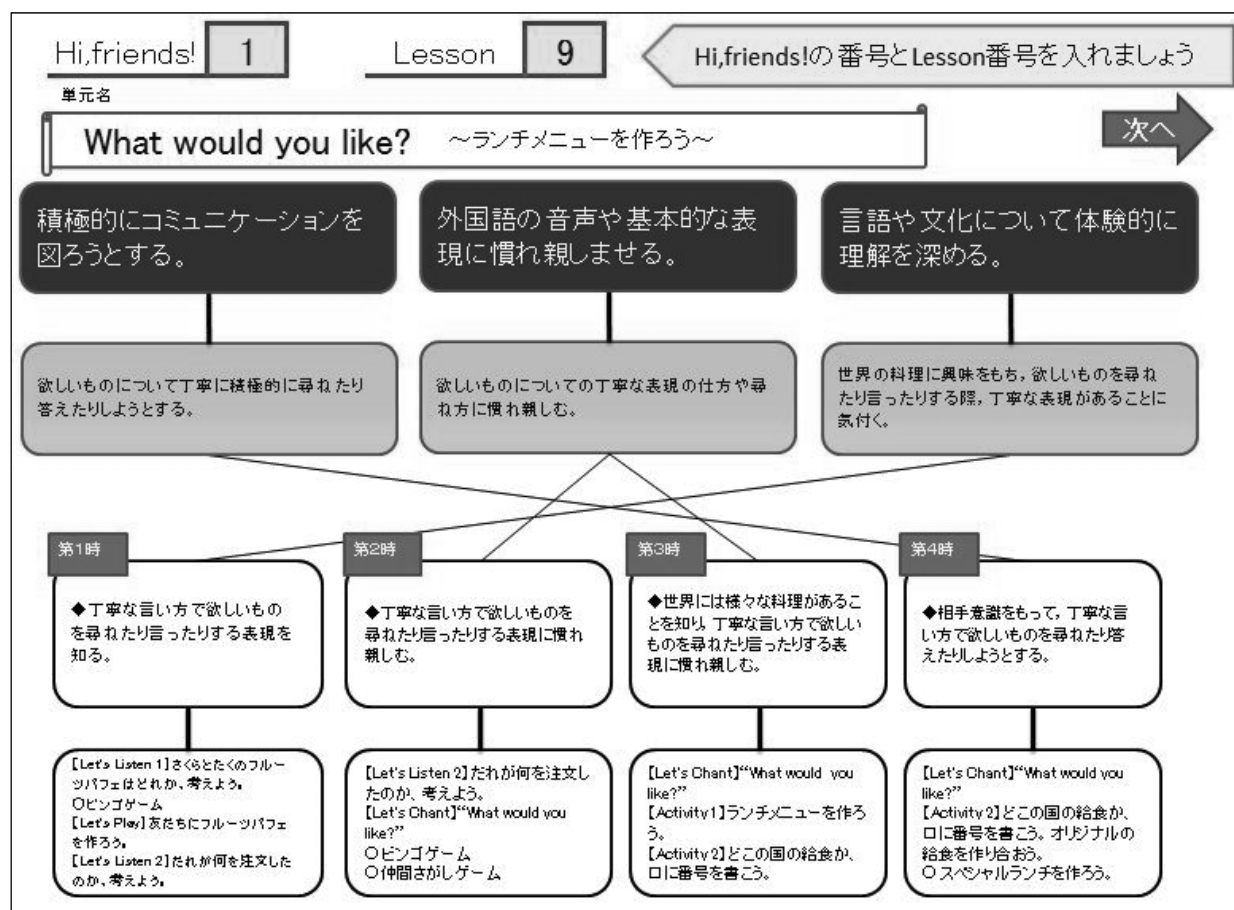 Hi,friends! 1 Lesson 9 Hi,friends!の番号とLesson番号を入れましょう
単元名
What would you like? ～ランチメニューを作ろう～
次へ
積極的にコミュニケーションを
図ろうとする。
外国語の音声や基本的な表
現に慣れ親しませる。
言語や文化について体験的に
理解を深める。
欲しいものについて丁寧に積極的に尋ねたり
答えたりしようとする。
欲しいものについての丁寧な表現の仕方や尋
ね方に慣れ親しむ。
世界の料理に興味をもち，欲しいものを尋ね
たり言ったりする際，丁寧な表現があることに
気付く。
第1時
◆丁寧な言い方で欲しいもの
を尋ねたり言ったりする表現を
知る。
第2時
◆丁寧な言い方で欲しいものを
尋ねたり言ったりする表現に慣れ
親しむ。
第3時
◆世界には様々な料理があるこ
とを知り，丁寧な言い方で欲しい
ものを尋ねたり言ったりする表
現に慣れ親しむ。
第4時
◆相手意識をもって，丁寧な言
い方で欲しいものを尋ねたり答
えたりしようとする。
【Let's Listen 1】さくらとたくのフルー
ツパフェはどれか、考えよう。
○ビンゴゲーム
【Let's Play】友だちにフルーツパフェ
を作ろう。
【Let's Listen 2】だれが何を注文した
のか、考えよう。
【Let's Listen 2】だれが何を注文し
たのか、考えよう。
【Let's Chant】“What would you
like?”
○ビンゴゲーム
○仲間さがしゲーム
【Let's Chant】“What would you
like?”
【Activity 1】ランチメニューを作ろ
う。
【Activity 2】どこの国の給食か、
口に番号を書こう。
【Let's Chant】“What would you
like?”
【Activity 2】どこの国の給食か、
口に番号を書こう。オリジナルの
給食を作り合おう。
○スペシャルランチを作ろう。